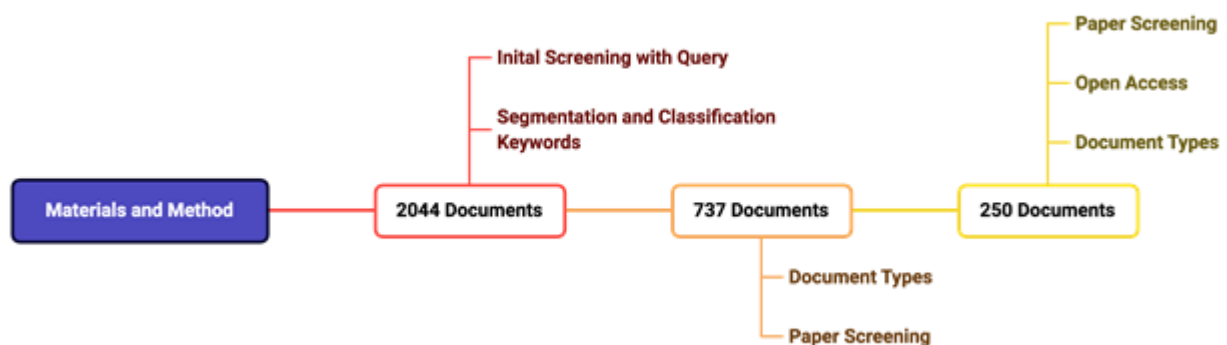 Paper Screening
Inital Screening with Query
Open Access
Segmentation and Classification
Keywords
Document Types
Materials and Method
2044 Documents
737 Documents
250 Documents
Document Types
Paper Screening